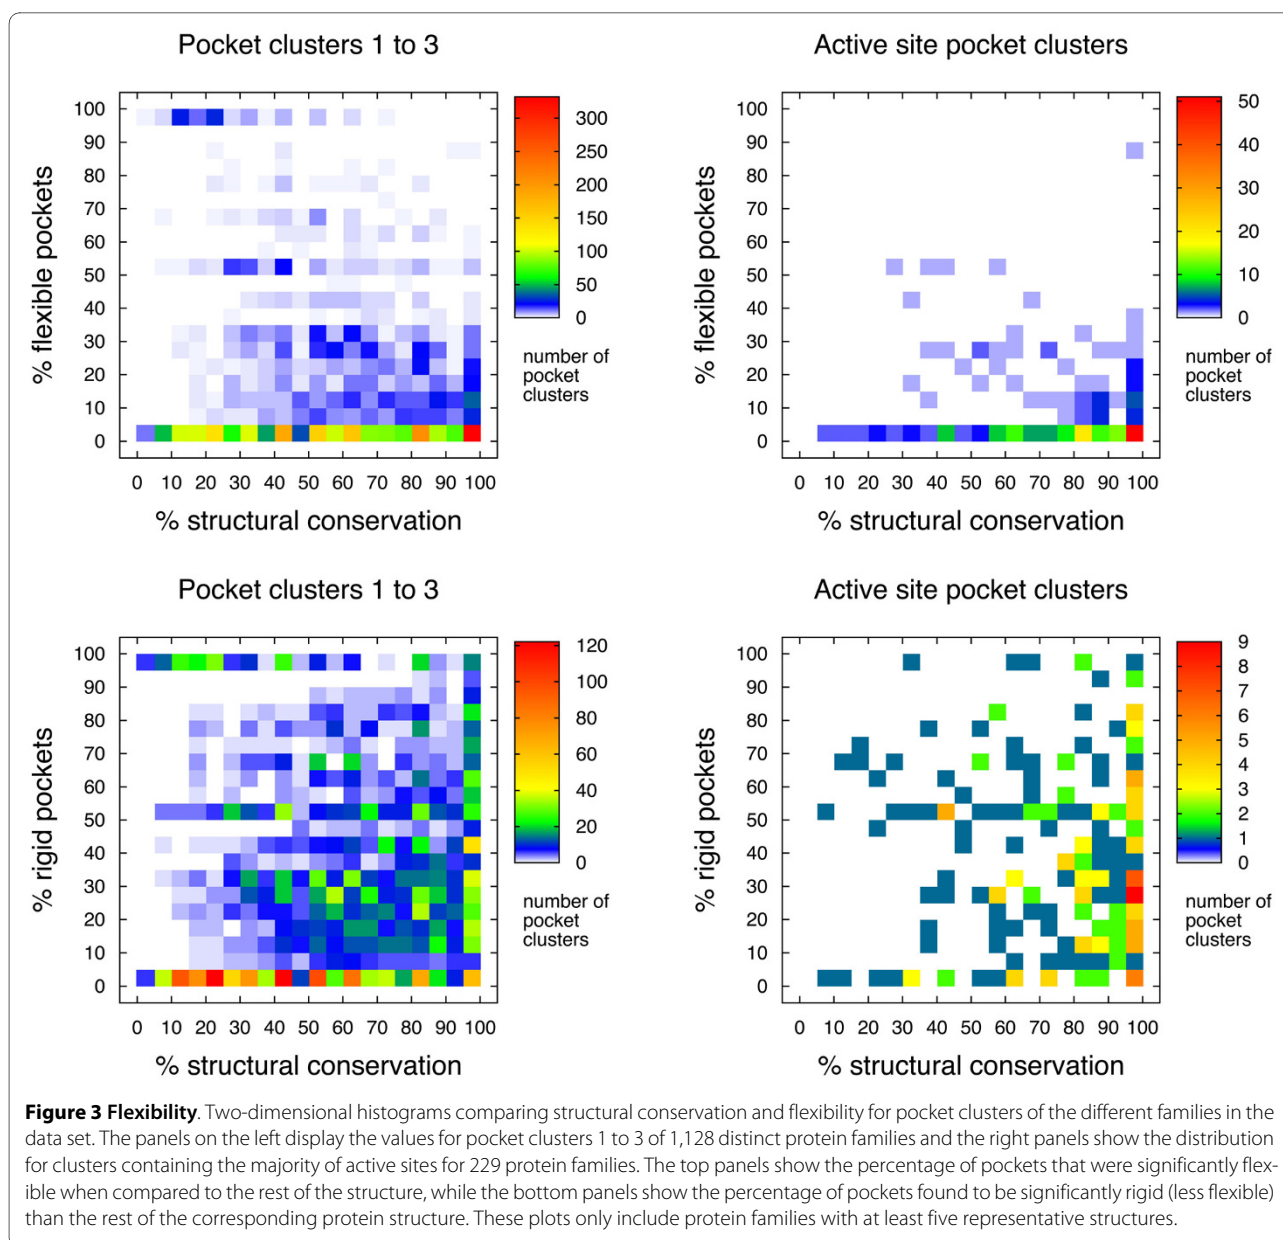 Pocket clusters 1 to 3
% flexible pockets
100
90
80
70
60
50
40
30
20
10
0
0 10 20 30 40 50 60 70 80 90 100
% structural conservation
300
250
200
150
100
50
0
number of
pocket
clusters
Active site pocket clusters
% flexible pockets
100
90
80
70
60
50
40
30
20
10
0
0 10 20 30 40 50 60 70 80 90 100
% structural conservation
50
40
30
20
10
0
number of
pocket
clusters
Pocket clusters 1 to 3
% rigid pockets
100
90
80
70
60
50
40
30
20
10
0
0 10 20 30 40 50 60 70 80 90 100
% structural conservation
120
100
80
60
40
20
0
number of
pocket
clusters
Active site pocket clusters
% rigid pockets
100
90
80
70
60
50
40
30
20
10
0
0 10 20 30 40 50 60 70 80 90 100
% structural conservation
9
8
7
6
5
4
3
2
1
0
number of
pocket
clusters
Figure 3 Flexibility. Two-dimensional histograms comparing structural conservation and flexibility for pocket clusters of the different families in the
data set. The panels on the left display the values for pocket clusters 1 to 3 of 1,128 distinct protein families and the right panels show the distribution
for clusters containing the majority of active sites for 229 protein families. The top panels show the percentage of pockets that were significantly flex-
ible when compared to the rest of the structure, while the bottom panels show the percentage of pockets found to be significantly rigid (less flexible)
than the rest of the corresponding protein structure. These plots only include protein families with at least five representative structures.